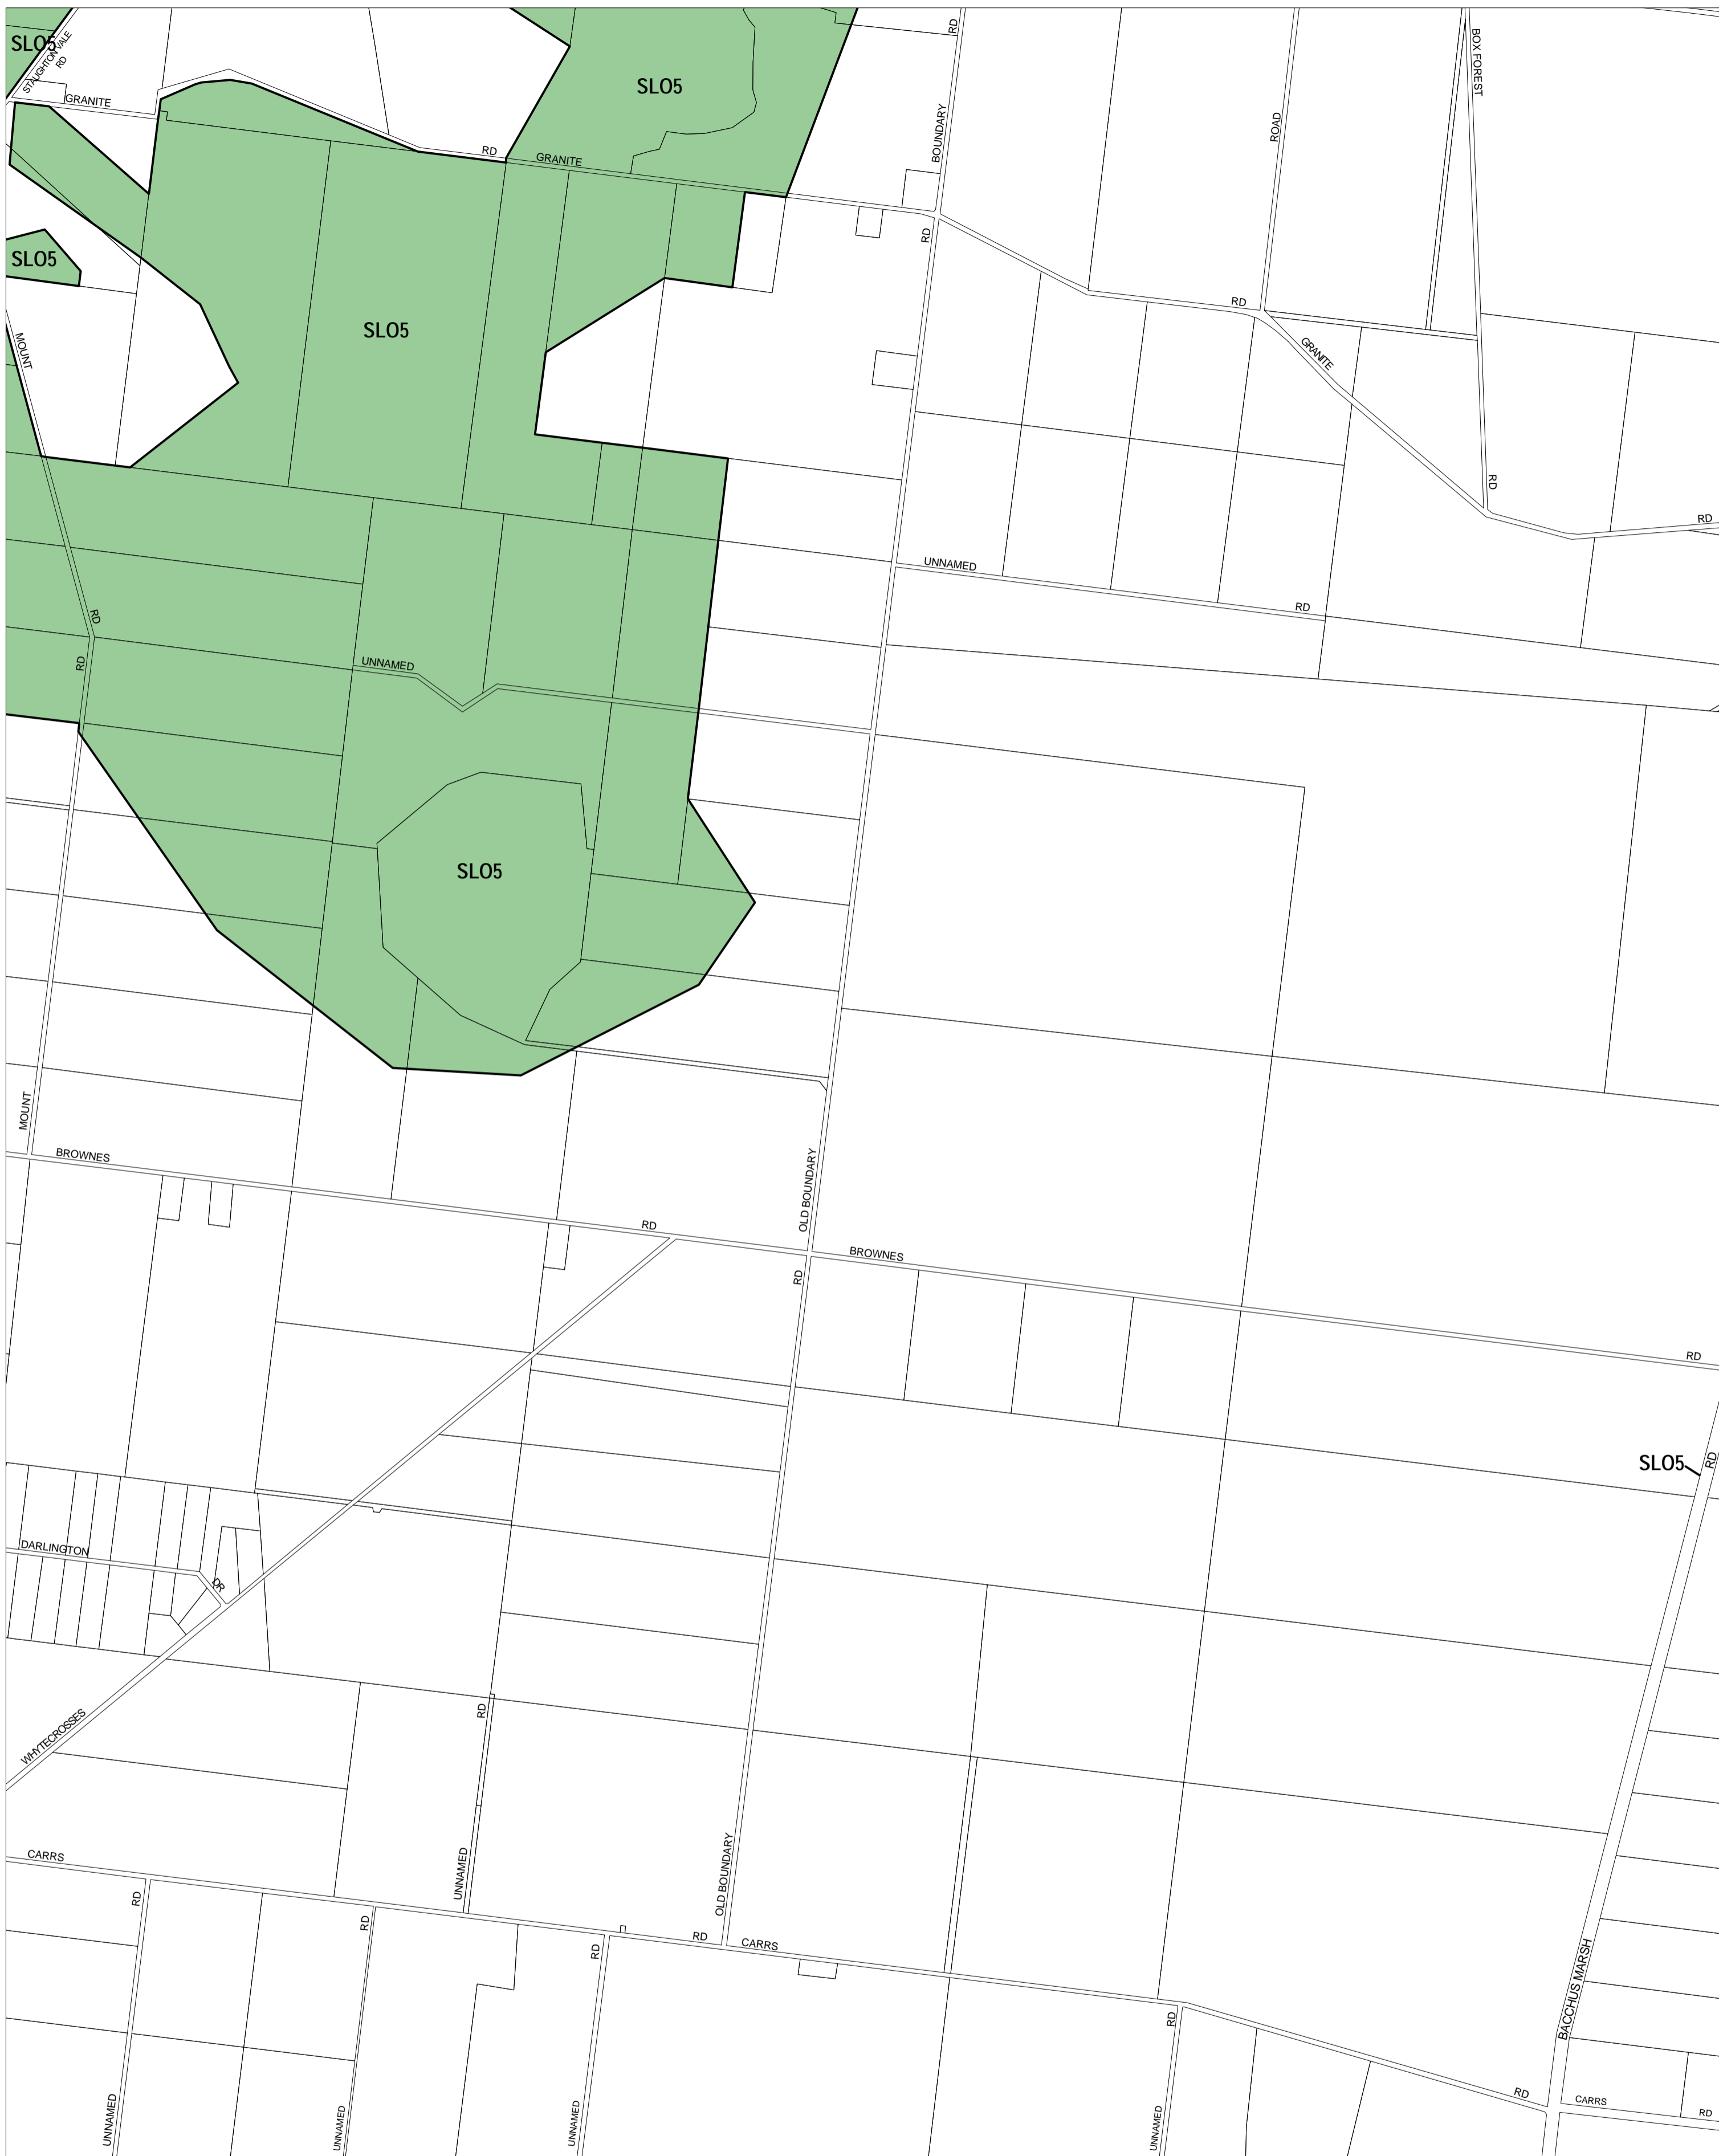 SLO5
STAUGHTON VALE
RD
GRANITE
SLO5
RD
BOX FOREST
ROAD
BOUNDARY
RD
GRANITE
SLO5
RD
RD
SLO5
MOUNT
GRANITE
RD
RD
UNNAMED
RD
RD
RD
UNNAMED
SLO5
MOUNT
BROWNES
OLD BOUNDARY
RD
BROWNES
RD
RD
SLO5
RD
DARLINGTON
DR
WHYTECROSSES
RD
CARRS
UNNAMED
OLD BOUNDARY
RD
RD
RD
RD
CARRS
BACCHUS MARSH
RD
RD
CARRS
RD
UNNAMED
UNNAMED
UNNAMED
UNNAMED